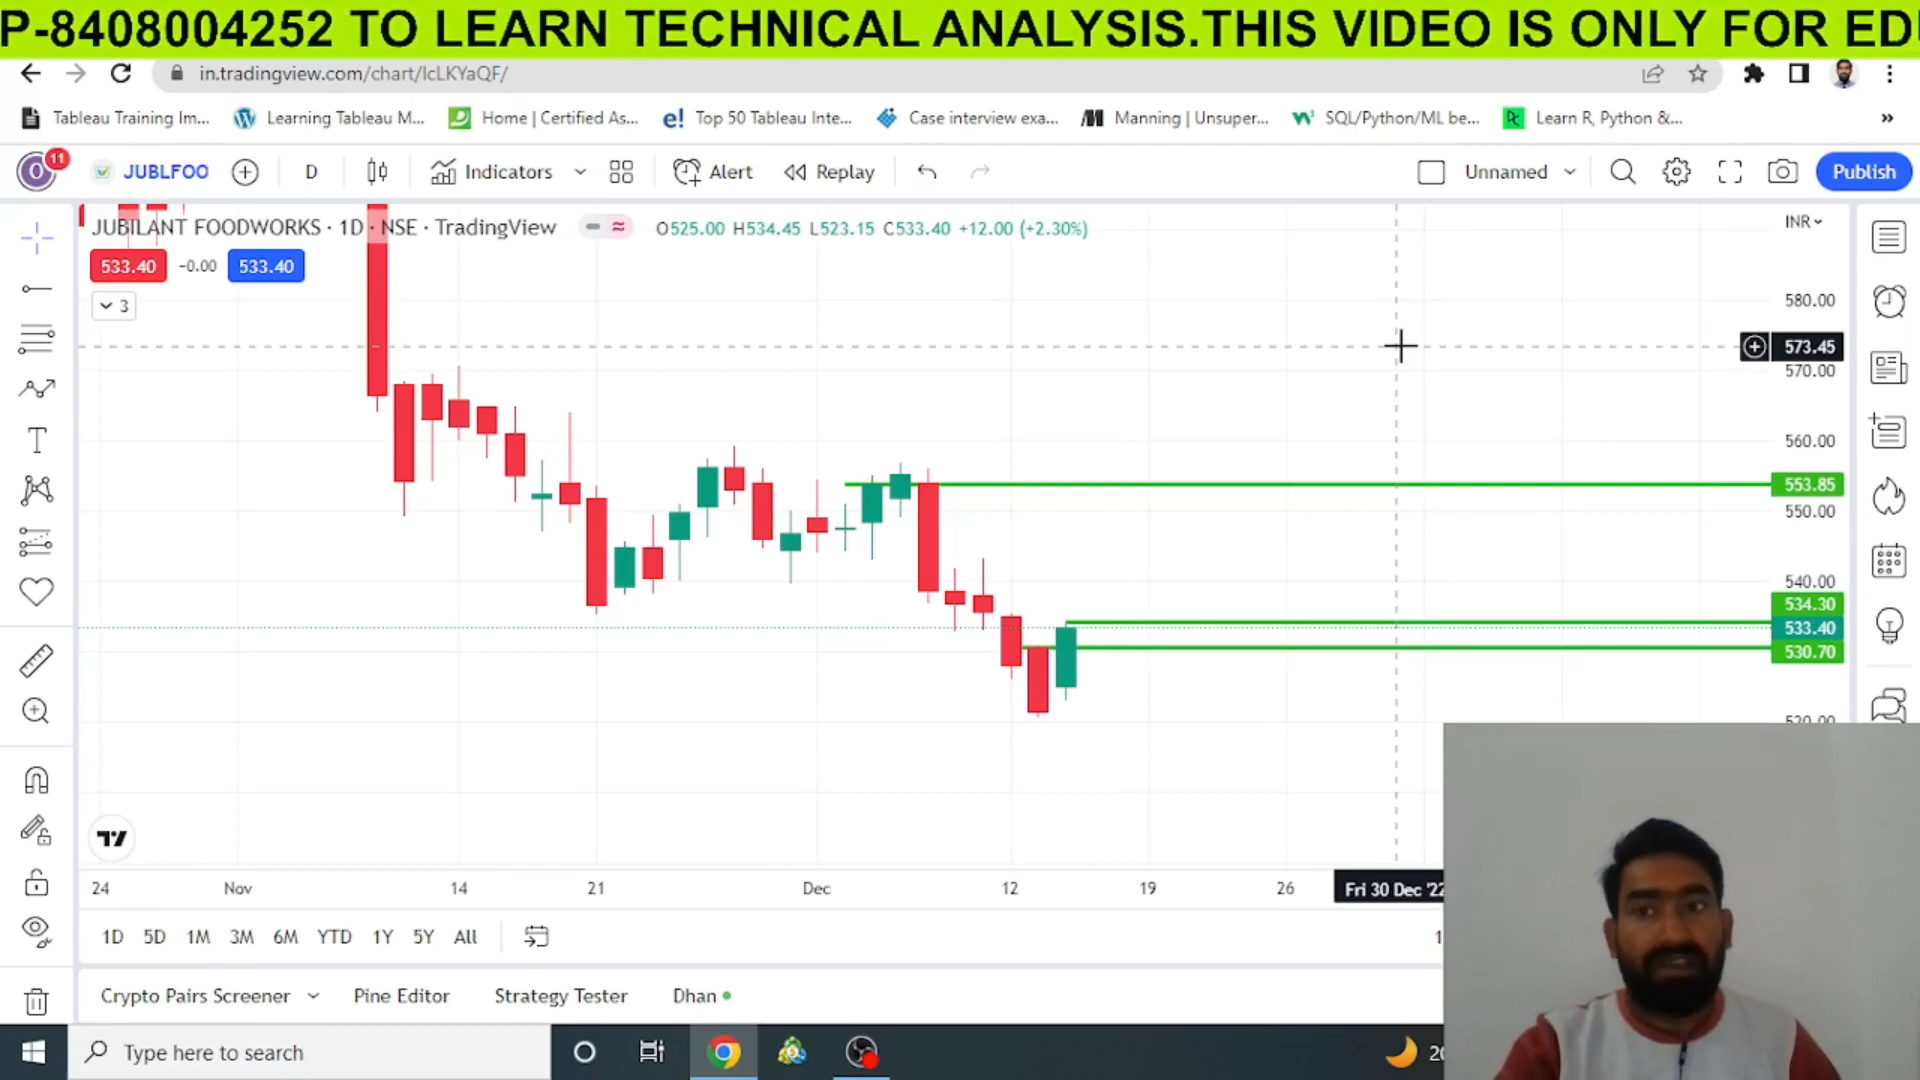 P-8408004252 TO LEARN TECHNICAL ANALYSIS.THIS VIDEO IS ONLY FOR ED
in.tradingview.com/chart/IcLKYaQF/
Tableau Training Im... Learning Tableau M... Home | Certified As... Top 50 Tableau Inte... Case interview exa... Manning | Unsuper... SQL/Python/ML be... Learn R, Python &... »
O 11 JUBLFOO D Indicators Alert Replay Unnamed Publish
JUBILANT FOODWORKS · 1D · NSE · TradingView O525.00 H534.45 L523.15 C533.40 +12.00 (+2.30%) INR
533.40 -0.00 533.40
3
580.00
573.45
570.00
560.00
553.85
550.00
540.00
534.30
533.40
530.70
520.00
24 Nov 14 21 Dec 12 19 26 Fri 30 Dec '22
1D 5D 1M 3M 6M YTD 1Y 5Y All
Crypto Pairs Screener Pine Editor Strategy Tester Dhan
Type here to search